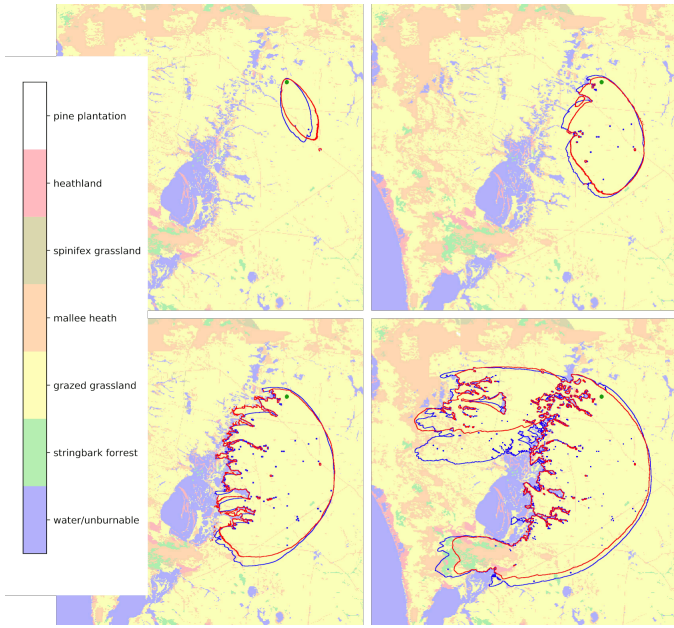 pine plantation
heathland
spinifex grassland
mallee heath
grazed grassland
stringbark forrest
water/unburnable